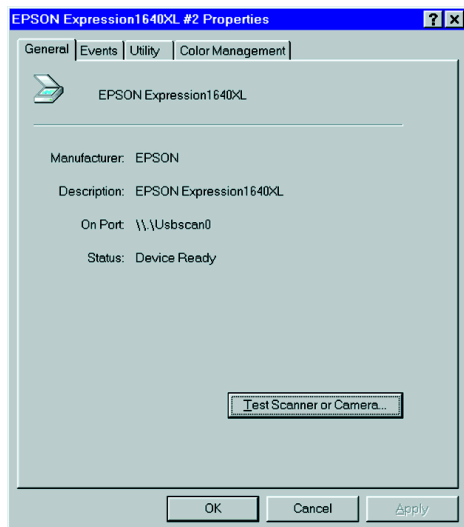 EPSON Expression1640XL #2 Properties ? ×
General Events Utility Color Management
EPSON Expression1640XL
Manufacturer: EPSON
Description: EPSON Expression1640XL
On Port: \\.\Usbscan0
Status: Device Ready
Test Scanner or Camera...
OK Cancel Apply